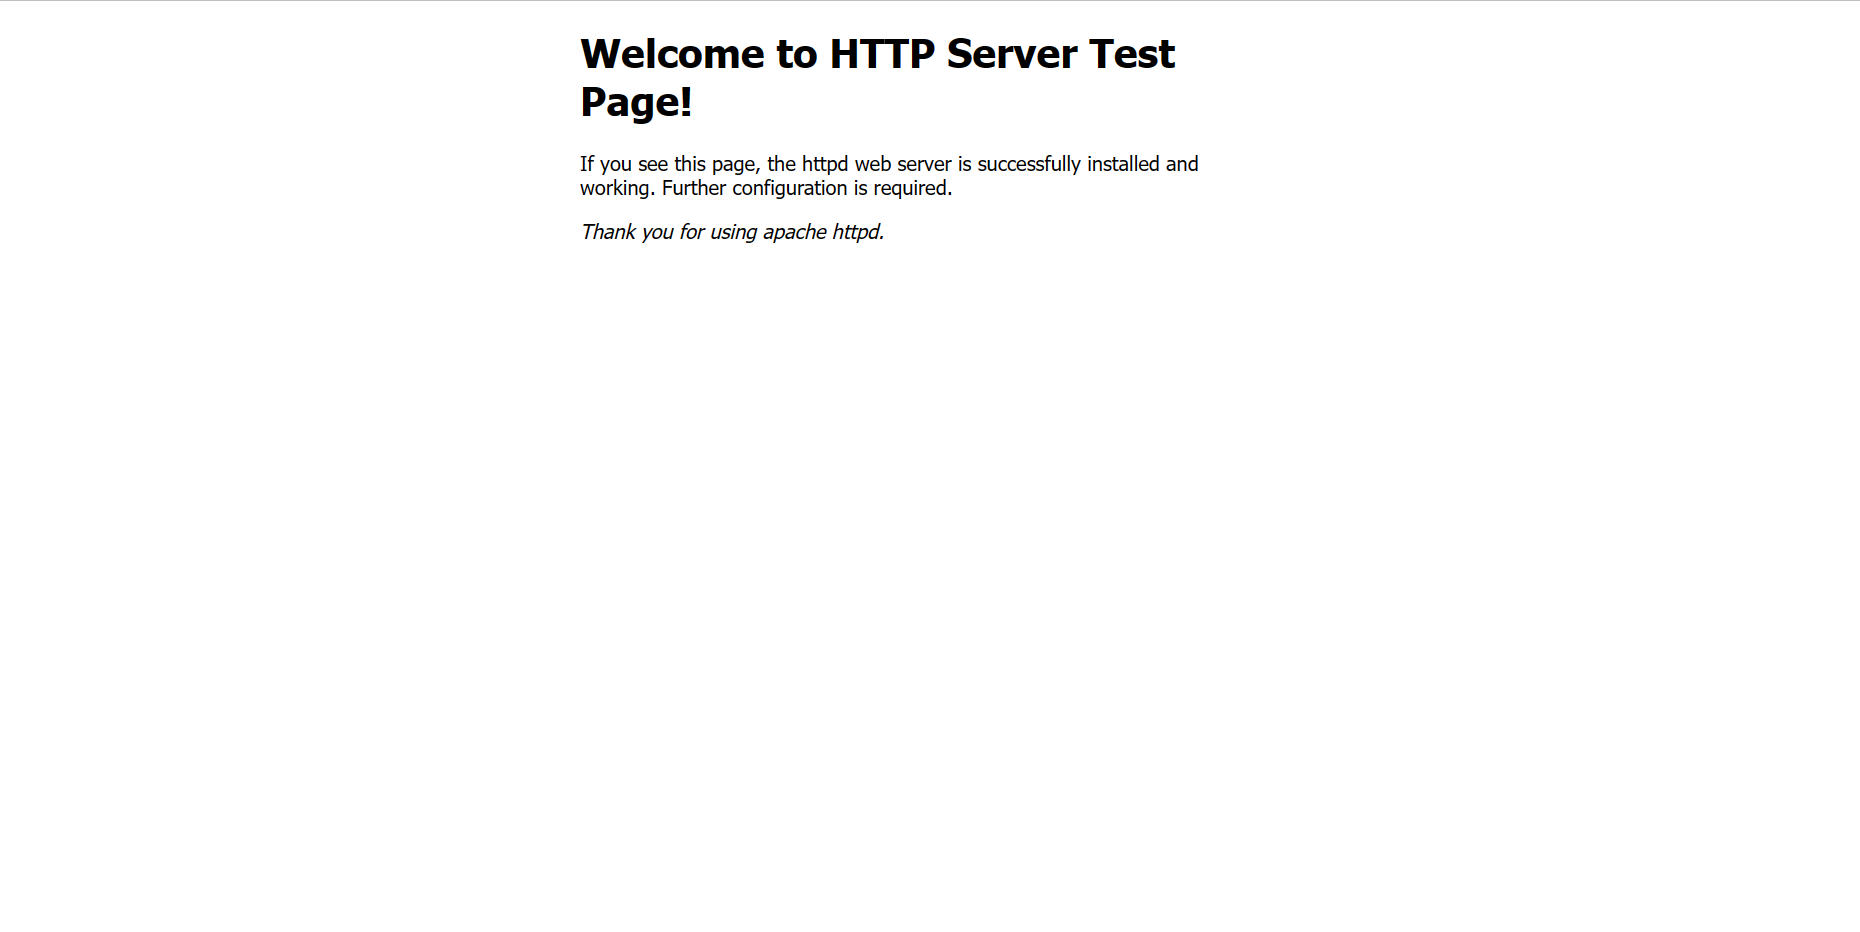 Welcome to HTTP Server Test
Page!
If you see this page, the httpd web server is successfully installed and
working. Further configuration is required.
Thank you for using apache httpd.